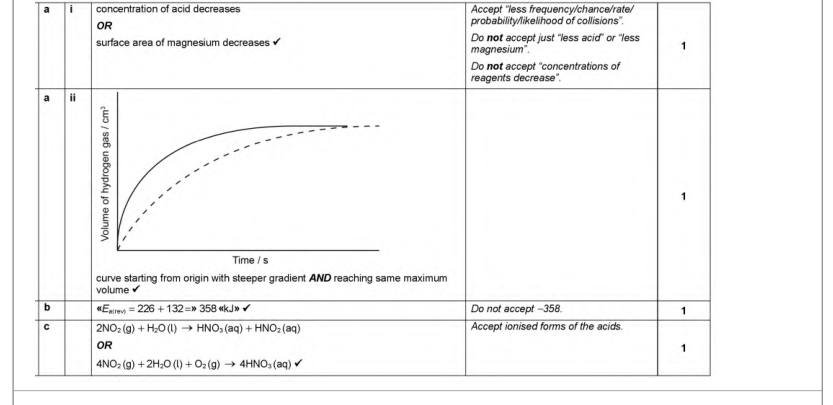 a i concentration of acid decreases
OR
surface area of magnesium decreases ✓
Accept "less frequency/chance/rate/
probability/likelihood of collisions".
Do not accept just "less acid" or "less
magnesium".
Do not accept "concentrations of
reagents decrease".
1
a ii
Volume of hydrogen gas / cm³
Time / s
curve starting from origin with steeper gradient AND reaching same maximum
volume ✓
1
b «Ea(rev) = 226 + 132=» 358 «kJ» ✓
Do not accept –358.
1
c 2NO₂ (g) + H₂O (l) → HNO₃ (aq) + HNO₂ (aq)
OR
4NO₂ (g) + 2H₂O (l) + O₂ (g) → 4HNO₃ (aq) ✓
Accept ionised forms of the acids.
1